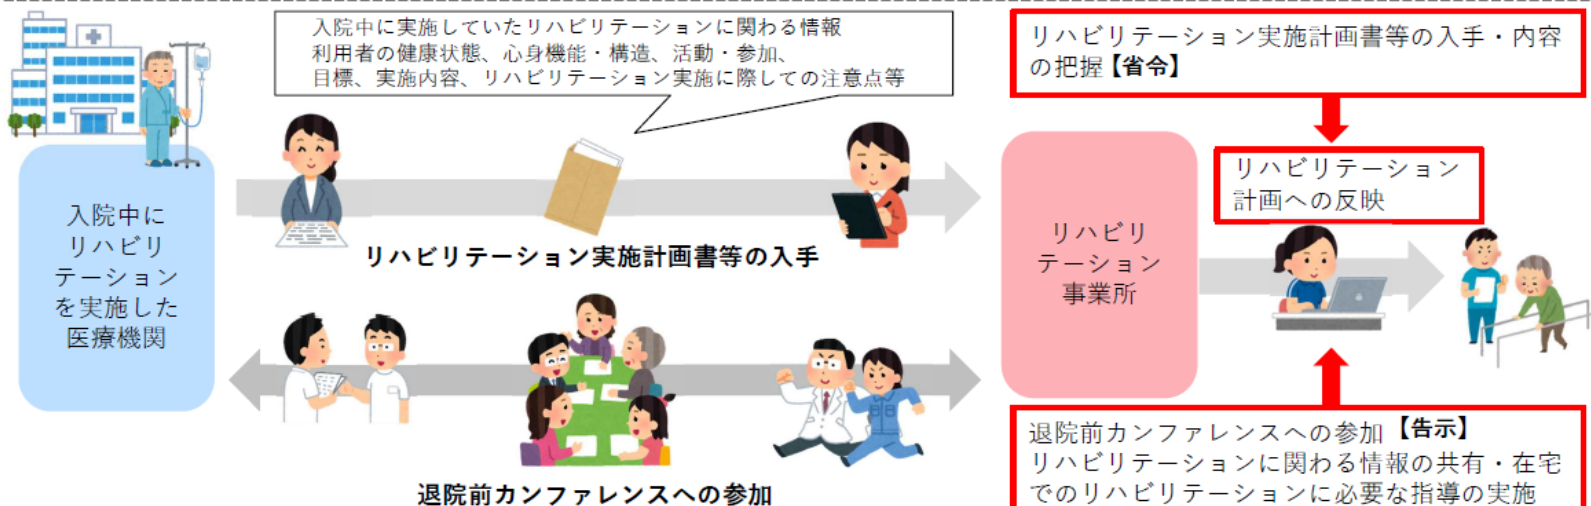 入院中に実施していたリハビリテーションに関わる情報
利用者の健康状態、心身機能・構造、活動・参加、
目標、実施内容、リハビリテーション実施に際しての注意点等
リハビリテーション実施計画書等の入手・内容
の把握【省令】
入院中に
リハビリ
テーション
を実施した
医療機関
リハビリテーション実施計画書等の入手
リハビリ
テーション
事業所
リハビリテーション
計画への反映
退院前カンファレンスへの参加
退院前カンファレンスへの参加【告示】
リハビリテーションに関わる情報の共有・在宅
でのリハビリテーションに必要な指導の実施